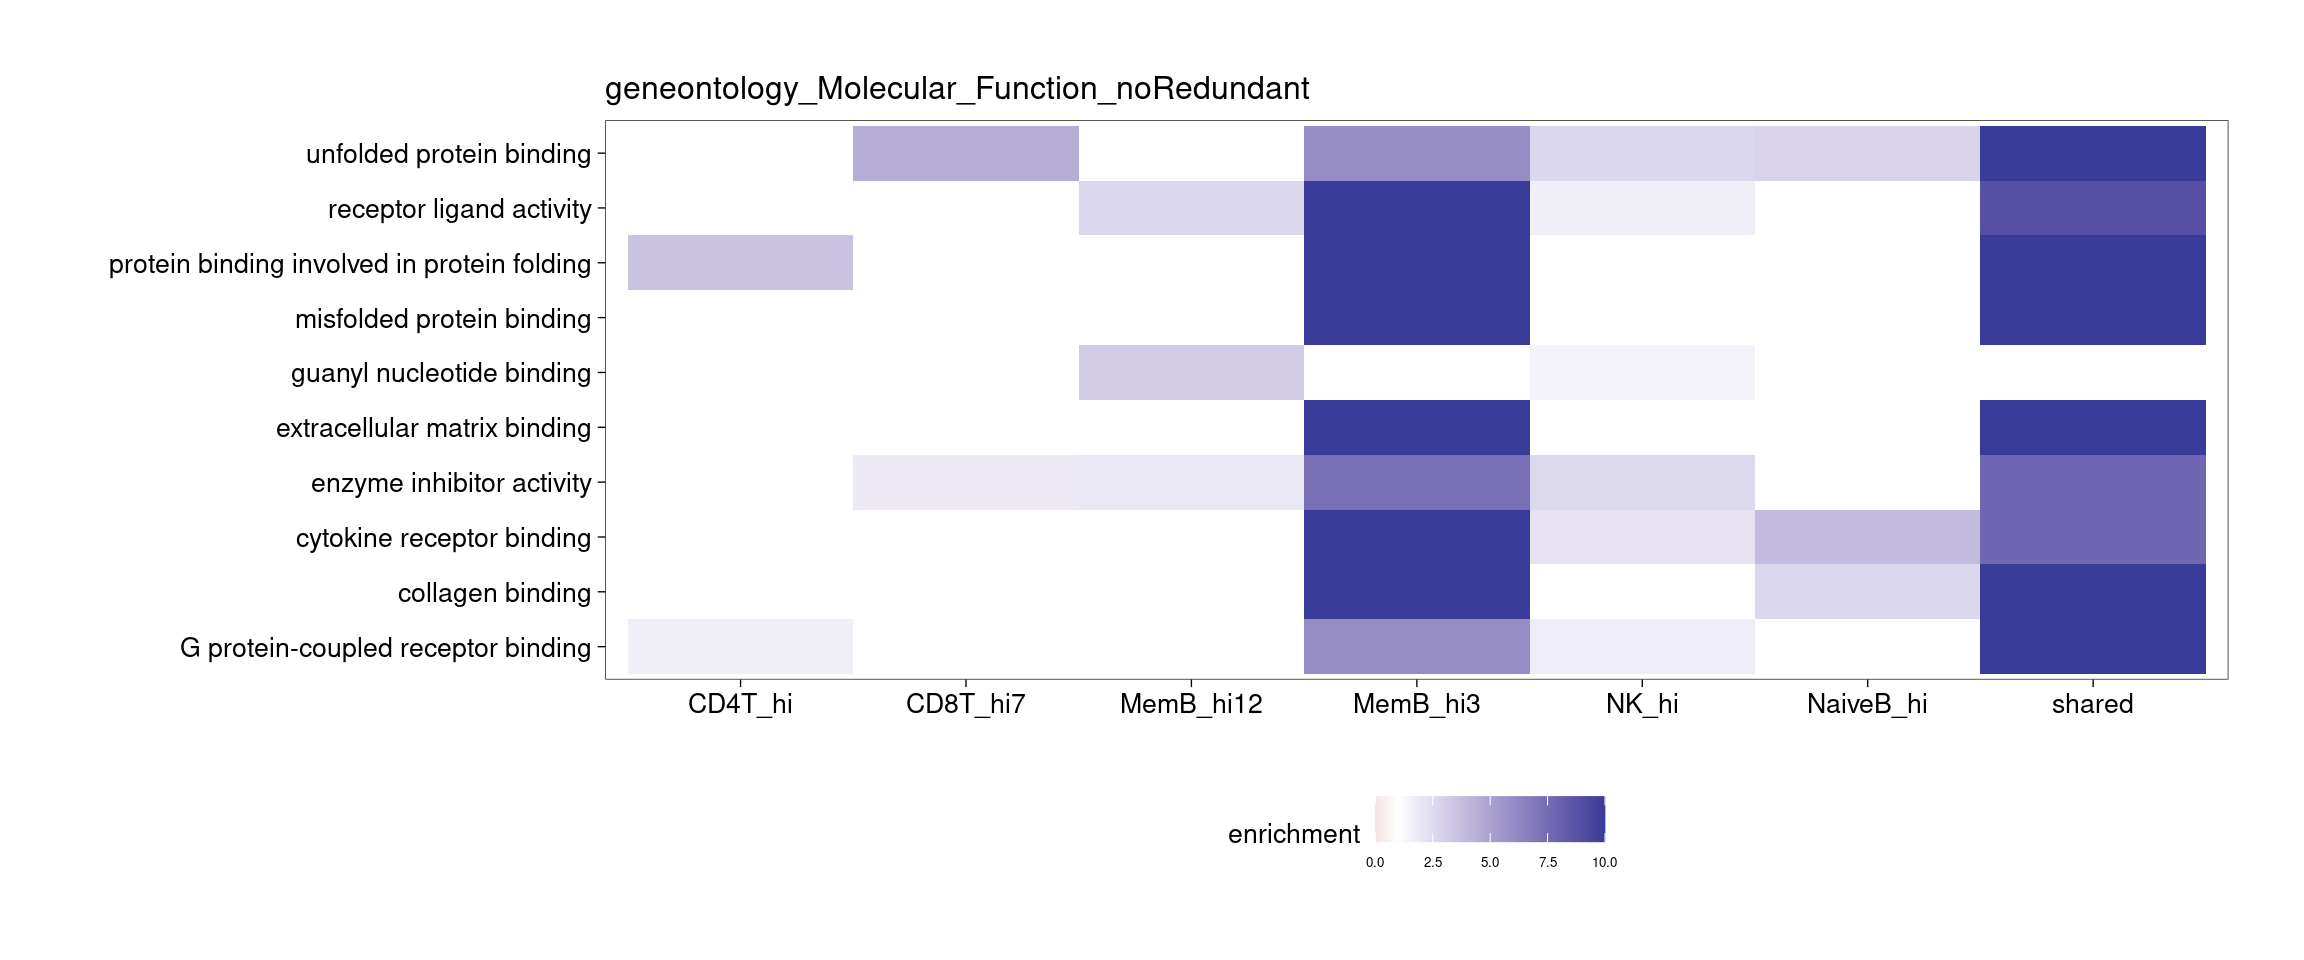 geneontology_Molecular_Function_noRedundant
unfolded protein binding
receptor ligand activity
protein binding involved in protein folding
misfolded protein binding
guanyl nucleotide binding
extracellular matrix binding
enzyme inhibitor activity
cytokine receptor binding
collagen binding
G protein-coupled receptor binding
CD4T_hi CD8T_hi7 MemB_hi12 MemB_hi3 NK_hi NaiveB_hi shared
enrichment
0.0 2.5 5.0 7.5 10.0